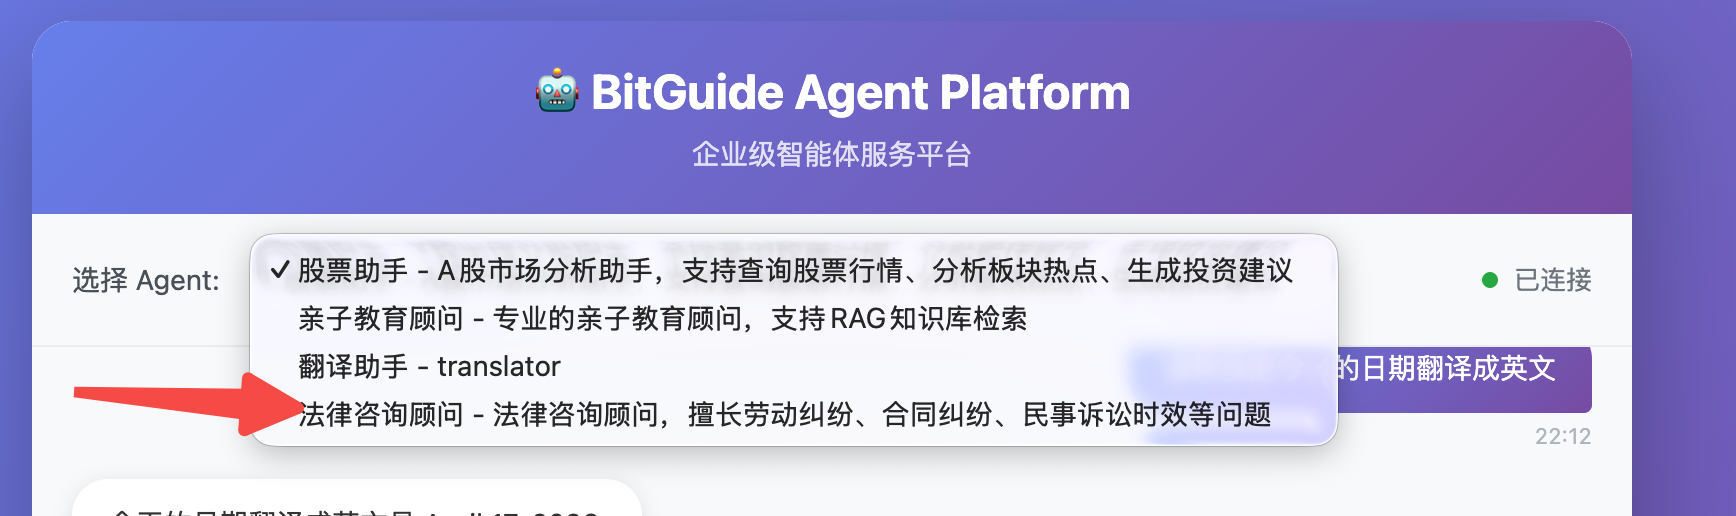 BitGuide Agent Platform
企业级智能体服务平台
选择 Agent:
✓ 股票助手 - A股市场分析助手，支持查询股票行情、分析板块热点、生成投资建议
亲子教育顾问 - 专业的亲子教育顾问，支持RAG知识库检索
翻译助手 - translator
法律咨询顾问 - 法律咨询顾问，擅长劳动纠纷、合同纠纷、民事诉讼时效等问题
已连接
的日期翻译成英文
22:12